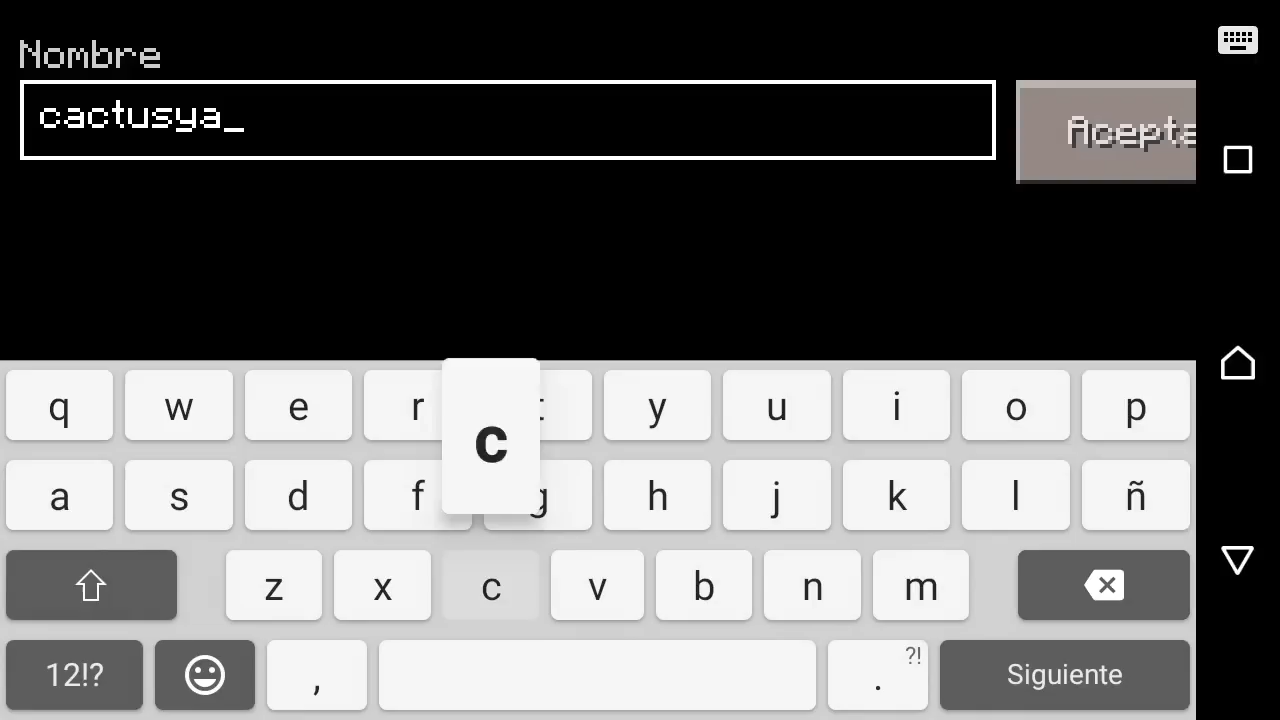 Nombre
cactusya_
Acepta
q w e r t y u i o p
c
a s d f g h j k l ñ
z x c v b n m
12!? , . ?! Siguiente